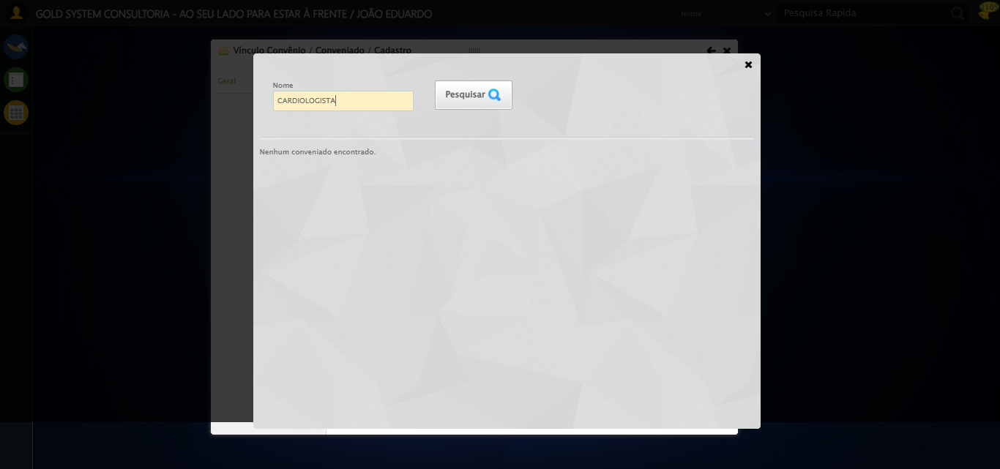 GOLD SYSTEM CONSULTORIA - AO SEU LADO PARA ESTAR À FRENTE / JOÃO EDUARDO
Nome
Pesquisa Rapida
Vínculo Convênio / Conveniado / Cadastro
Geral
Nome
CARDIOLOGISTA
Pesquisar
Nenhum conveniado encontrado.